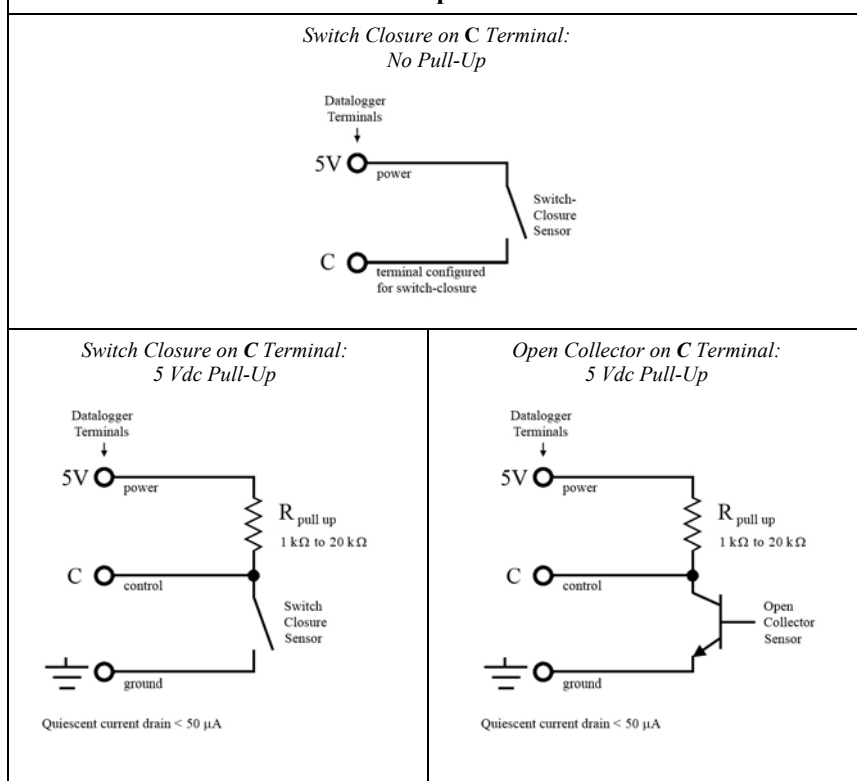 Switch Closure on C Terminal:
No Pull-Up
Datalogger
Terminals
5V
power
Switch-
Closure
Sensor
C
terminal configured
for switch-closure
Switch Closure on C Terminal:
5 Vdc Pull-Up
Datalogger
Terminals
5V
power
R pull up
1 kΩ to 20 kΩ
C
control
Switch
Closure
Sensor
ground
Quiescent current drain < 50 µA
Open Collector on C Terminal:
5 Vdc Pull-Up
Datalogger
Terminals
5V
power
R pull up
1 kΩ to 20 kΩ
C
control
Open
Collector
Sensor
ground
Quiescent current drain < 50 µA